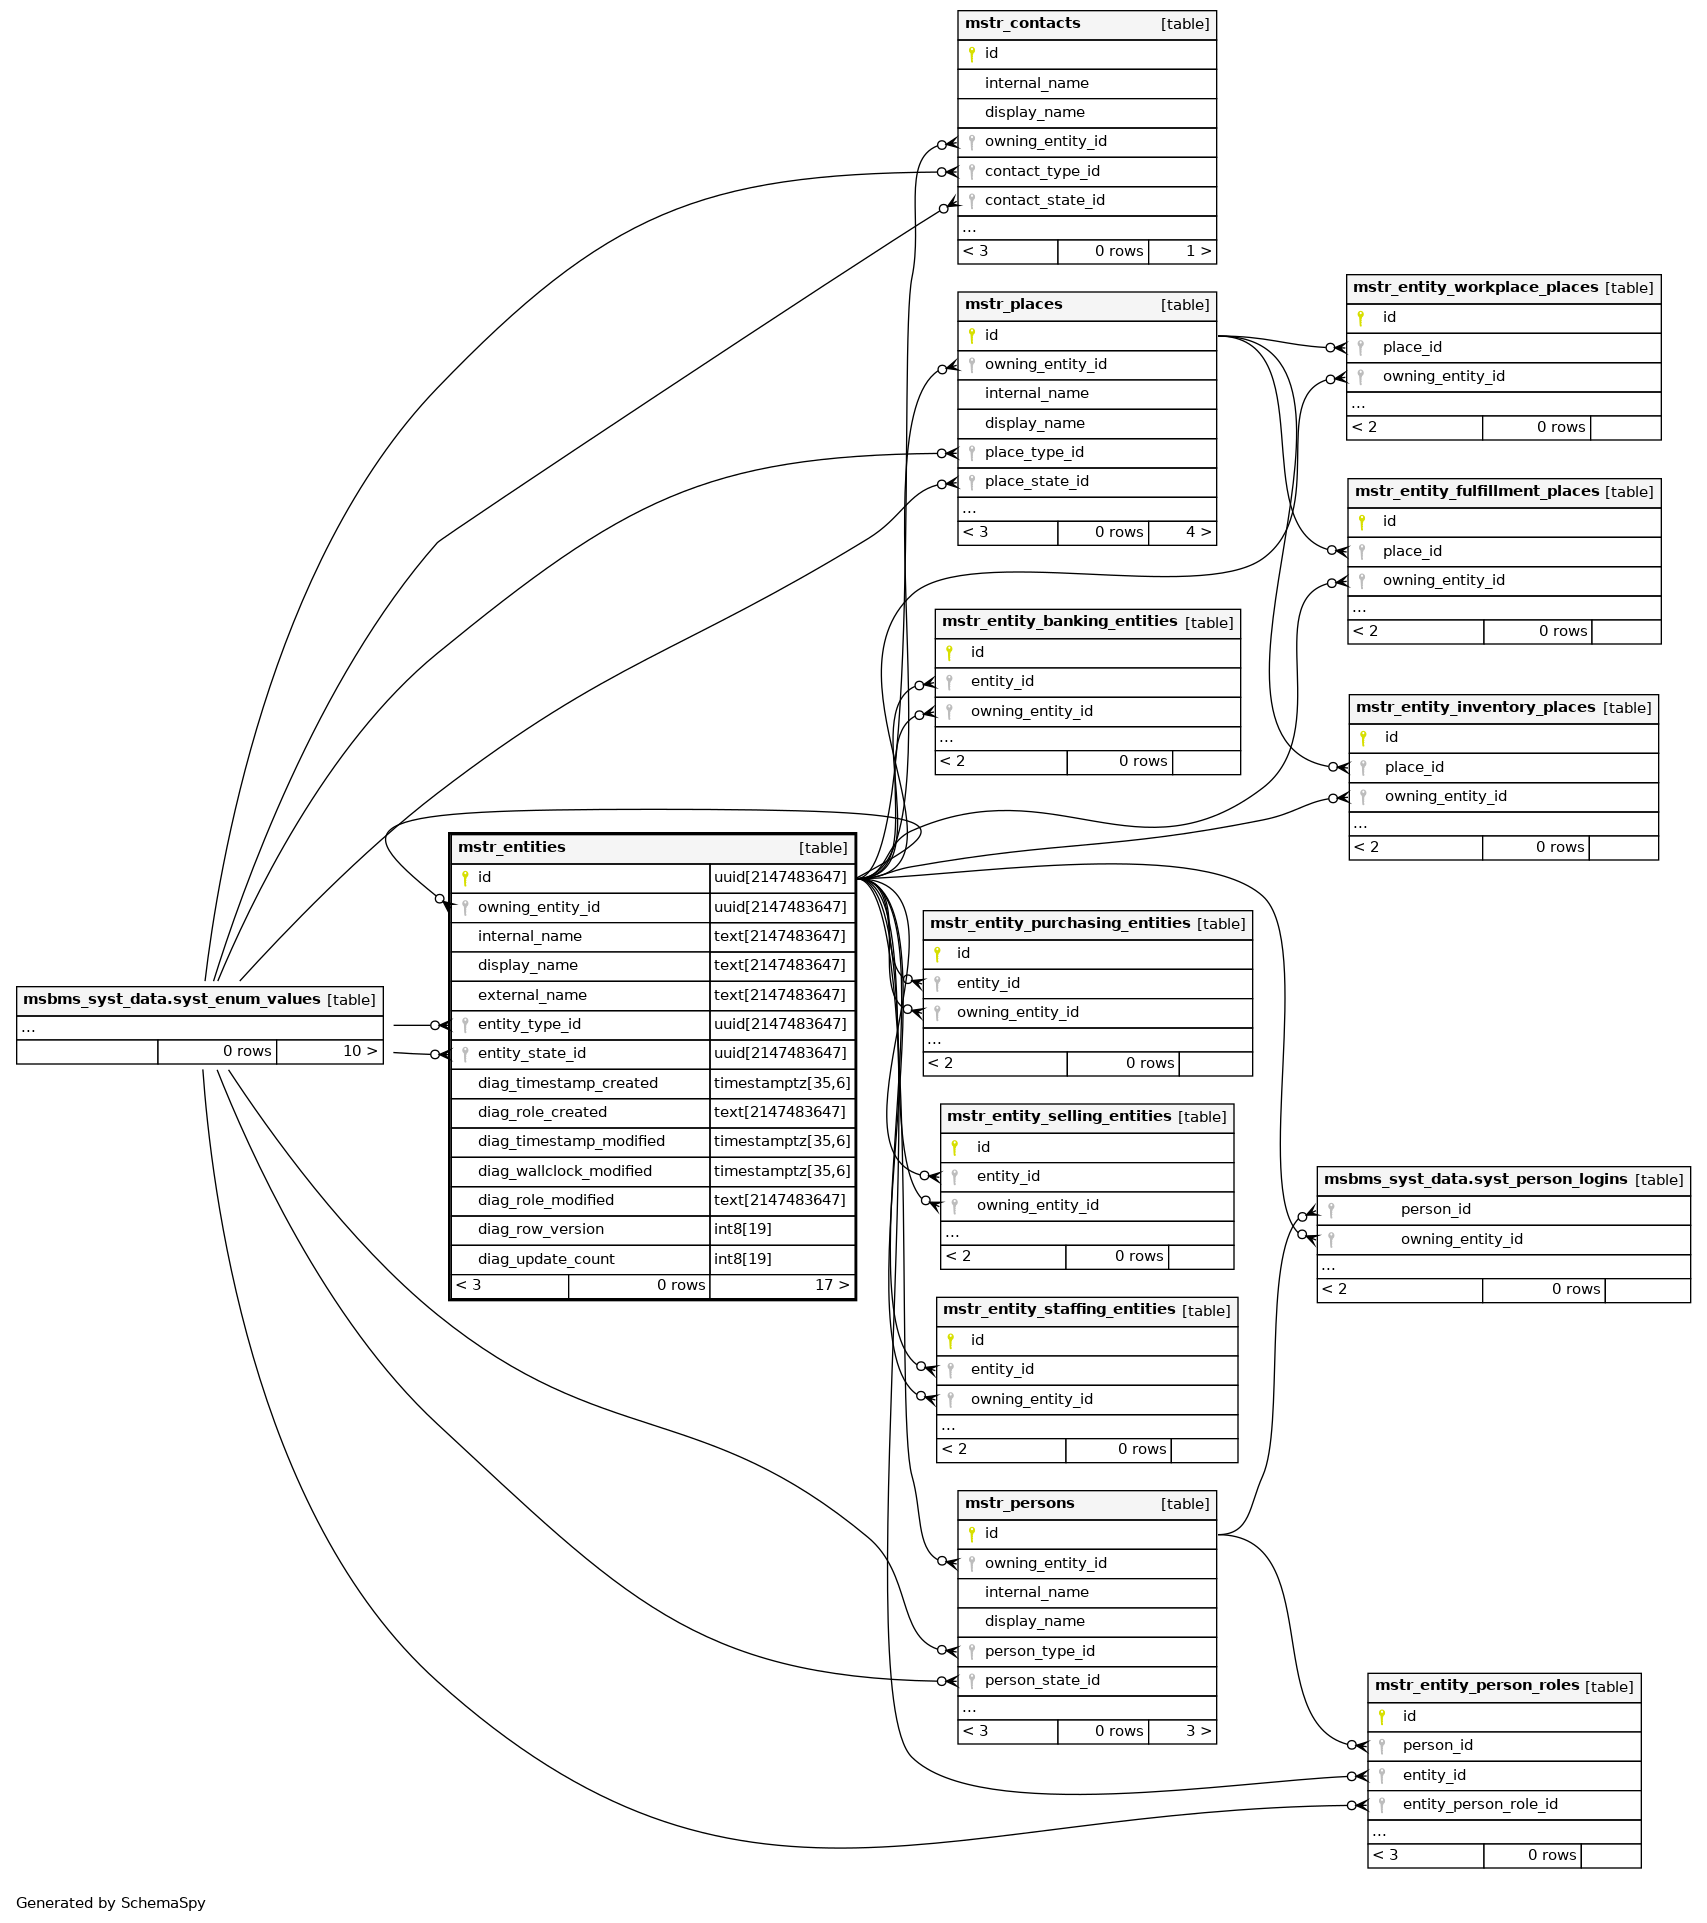 mstr_contacts [table]
id
internal_name
display_name
owning_entity_id
contact_type_id
contact_state_id
...
< 3 0 rows 1 >
mstr_places [table]
id
owning_entity_id
internal_name
display_name
place_type_id
place_state_id
...
< 3 0 rows 4 >
mstr_entity_workplace_places [table]
id
place_id
owning_entity_id
...
< 2 0 rows
mstr_entity_fulfillment_places [table]
id
place_id
owning_entity_id
...
< 2 0 rows
mstr_entity_banking_entities [table]
id
entity_id
owning_entity_id
...
< 2 0 rows
mstr_entity_inventory_places [table]
id
place_id
owning_entity_id
...
< 2 0 rows
mstr_entities [table]
id uuid[2147483647]
owning_entity_id uuid[2147483647]
internal_name text[2147483647]
display_name text[2147483647]
external_name text[2147483647]
entity_type_id uuid[2147483647]
entity_state_id uuid[2147483647]
diag_timestamp_created timestamptz[35,6]
diag_role_created text[2147483647]
diag_timestamp_modified timestamptz[35,6]
diag_wallclock_modified timestamptz[35,6]
diag_role_modified text[2147483647]
diag_row_version int8[19]
diag_update_count int8[19]
< 3 0 rows 17 >
msbms_syst_data.syst_enum_values [table]
...
0 rows 10 >
mstr_entity_purchasing_entities [table]
id
entity_id
owning_entity_id
...
< 2 0 rows
mstr_entity_selling_entities [table]
id
entity_id
owning_entity_id
...
< 2 0 rows
msbms_syst_data.syst_person_logins [table]
person_id
owning_entity_id
...
< 2 0 rows
mstr_entity_staffing_entities [table]
id
entity_id
owning_entity_id
...
< 2 0 rows
mstr_persons [table]
id
owning_entity_id
internal_name
display_name
person_type_id
person_state_id
...
< 3 0 rows 3 >
mstr_entity_person_roles [table]
id
person_id
entity_id
entity_person_role_id
...
< 3 0 rows
Generated by SchemaSpy